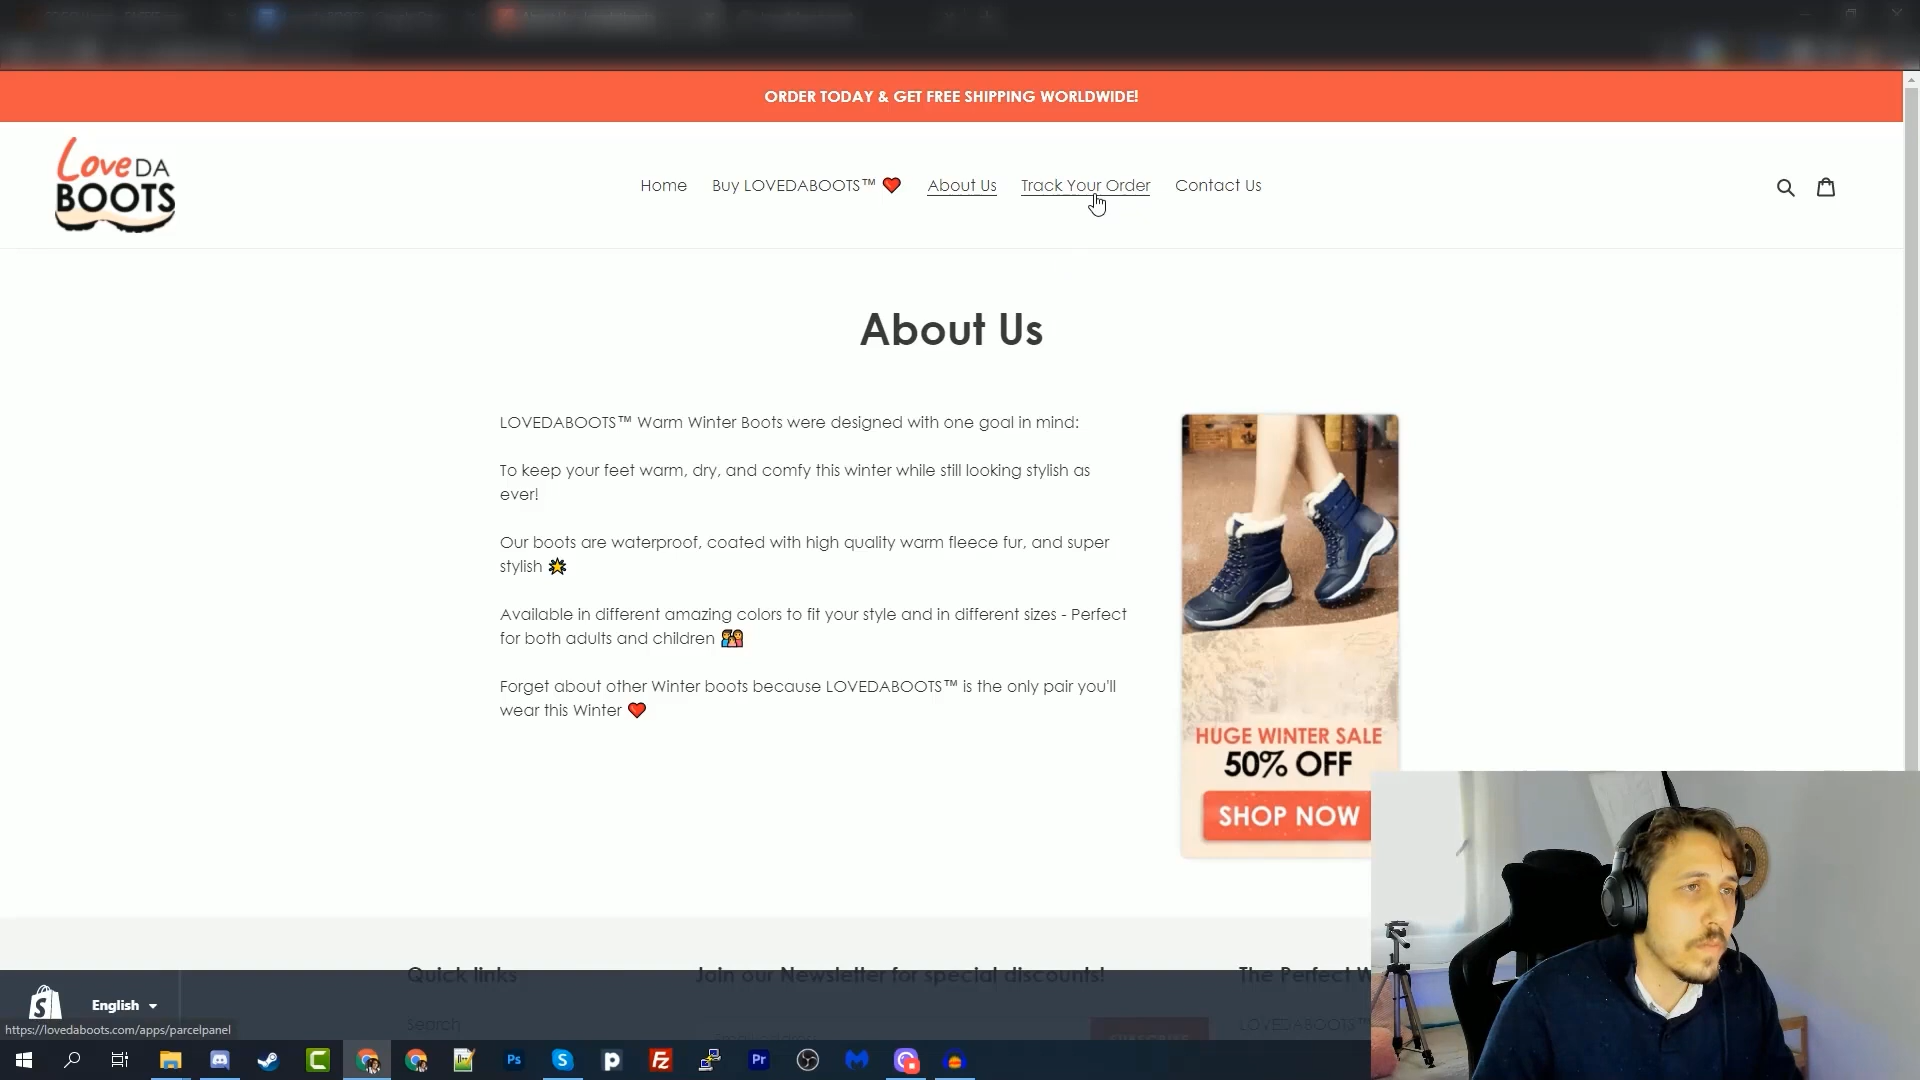 ORDER TODAY & GET FREE SHIPPING WORLDWIDE!
Love DA
BOOTS
Home
Buy LOVEDABOOTS™ ❤️
About Us
Track Your Order
Contact Us
About Us
LOVEDABOOTS™ Warm Winter Boots were designed with one goal in mind:
To keep your feet warm, dry, and comfy this winter while still looking stylish as
ever!
Our boots are waterproof, coated with high quality warm fleece fur, and super
stylish 🌟
Available in different amazing colors to fit your style and in different sizes - Perfect
for both adults and children 👨‍👩‍👧
Forget about other Winter boots because LOVEDABOOTS™ is the only pair you'll
wear this Winter ❤️
HUGE WINTER SALE
50% OFF
SHOP NOW
Quick links
Join our Newsletter for special discounts!
The Perfect W
English
Search
LOVEDABOOTS™
https://lovedaboots.com/apps/parcelpanel